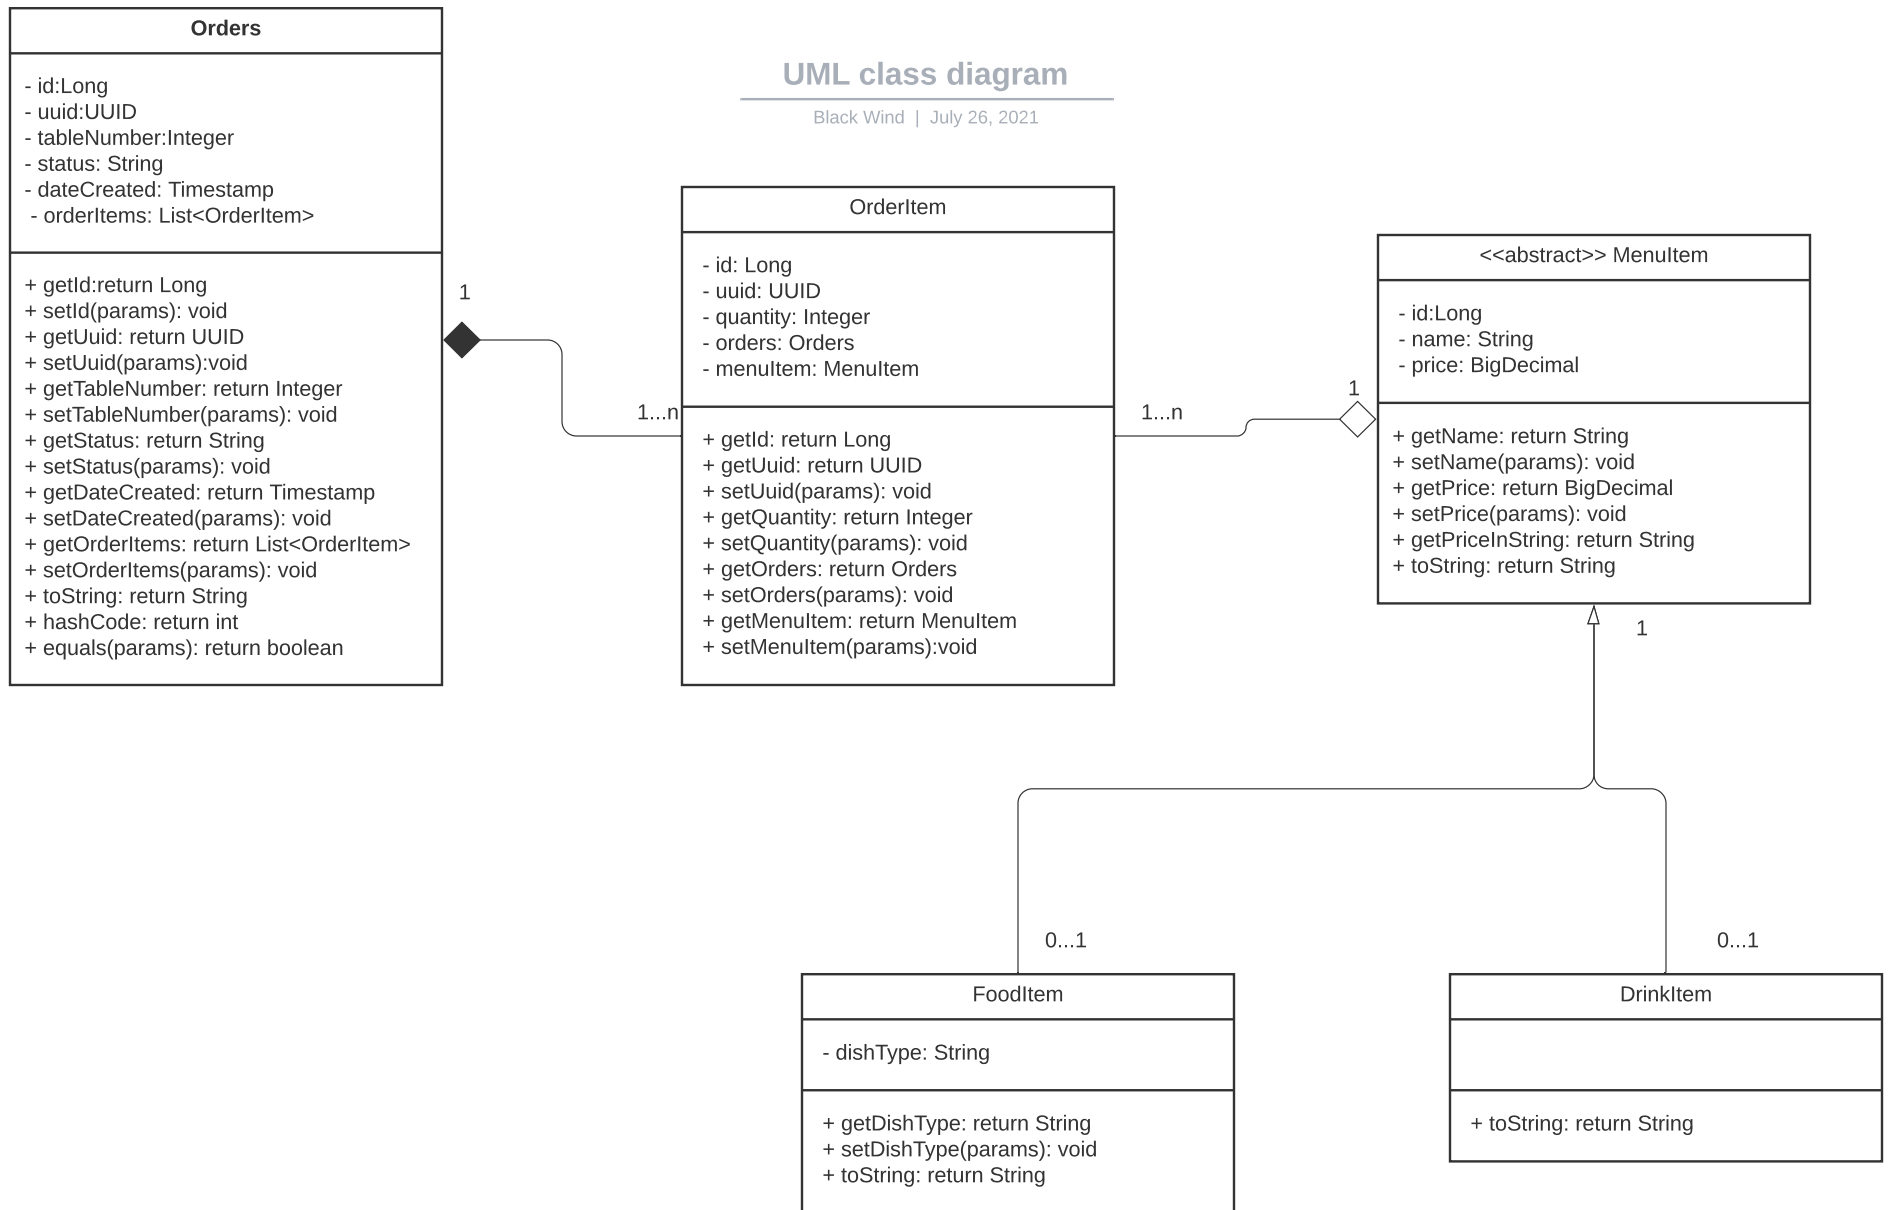 Orders
- id:Long
- uuid:UUID
- tableNumber:Integer
- status: String
- dateCreated: Timestamp
- orderItems: List<OrderItem>
+ getId:return Long
+ setId(params): void
+ getUuid: return UUID
+ setUuid(params):void
+ getTableNumber: return Integer
+ setTableNumber(params): void
+ getStatus: return String
+ setStatus(params): void
+ getDateCreated: return Timestamp
+ setDateCreated(params): void
+ getOrderItems: return List<OrderItem>
+ setOrderItems(params): void
+ toString: return String
+ hashCode: return int
+ equals(params): return boolean
UML class diagram
Black Wind | July 26, 2021
1
1...n
OrderItem
- id: Long
- uuid: UUID
- quantity: Integer
- orders: Orders
- menuItem: MenuItem
+ getId: return Long
+ getUuid: return UUID
+ setUuid(params): void
+ getQuantity: return Integer
+ setQuantity(params): void
+ getOrders: return Orders
+ setOrders(params): void
+ getMenuItem: return MenuItem
+ setMenuItem(params):void
1...n
1
<<abstract>> MenuItem
- id:Long
- name: String
- price: BigDecimal
+ getName: return String
+ setName(params): void
+ getPrice: return BigDecimal
+ setPrice(params): void
+ getPriceInString: return String
+ toString: return String
1
0...1
0...1
FoodItem
- dishType: String
+ getDishType: return String
+ setDishType(params): void
+ toString: return String
DrinkItem
+ toString: return String